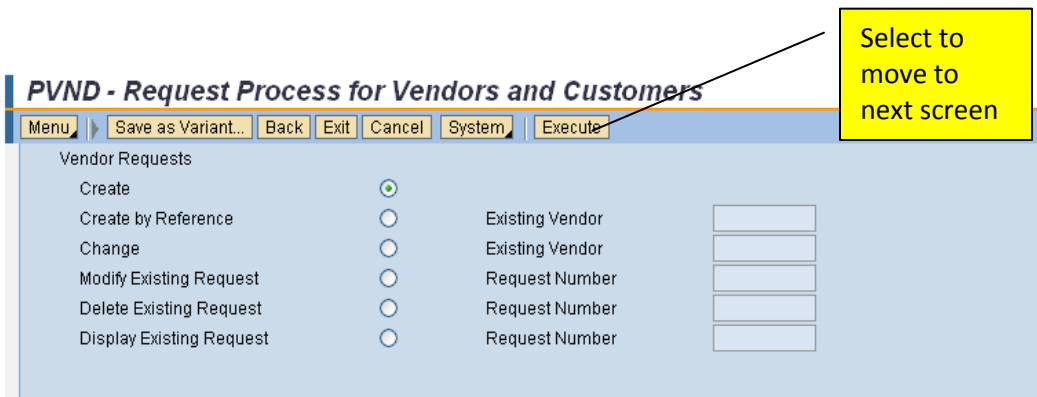 Select to
move to
next screen
PVND - Request Process for Vendors and Customers
Menu Save as Variant... Back Exit Cancel System Execute
Vendor Requests
Create
Create by Reference Existing Vendor
Change Existing Vendor
Modify Existing Request Request Number
Delete Existing Request Request Number
Display Existing Request Request Number